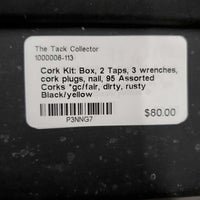 The Tack Collector
1000006-113
Cork Kit: Box, 2 Taps, 3 wrenches,
cork plugs, nail, 95 Assorted
Corks *gc/fair, dirty, rusty
Black/yellow
P3NNG7
$80.00